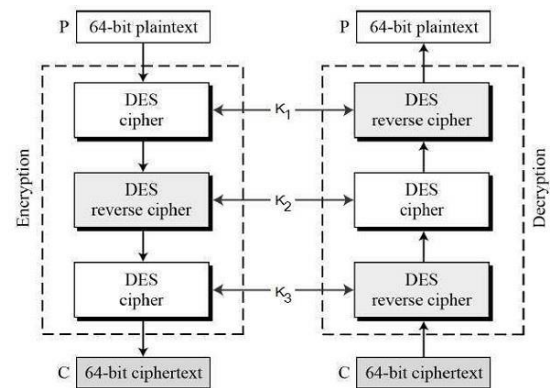 P 64-bit plaintext
Encryption
DES
cipher
DES
reverse cipher
DES
cipher
C 64-bit ciphertext
K1
K2
K3
P 64-bit plaintext
DES
reverse cipher
DES
cipher
DES
reverse cipher
Decryption
C 64-bit ciphertext